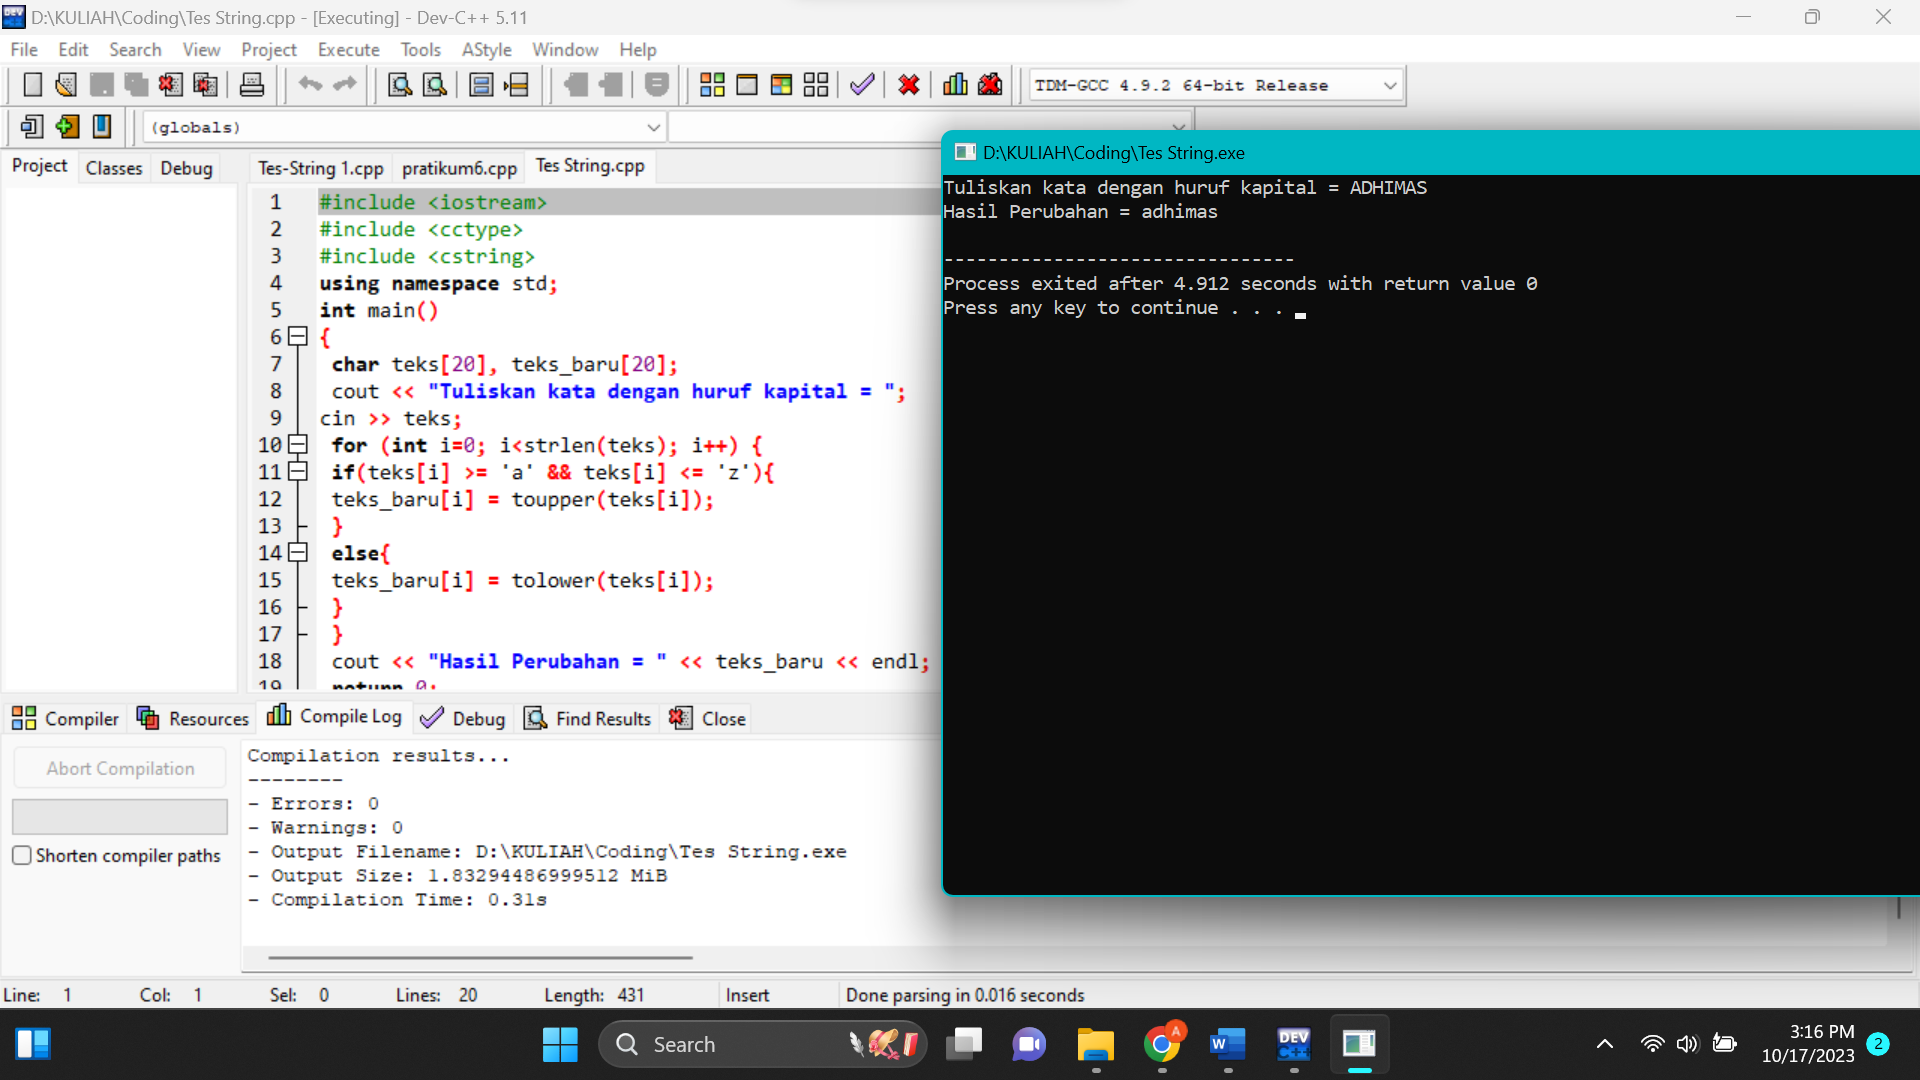 D:\KULIAH\Coding\Tes String.cpp - [Executing] - Dev-C++ 5.11
File Edit Search View Project Execute Tools AStyle Window Help
TDM-GCC 4.9.2 64-bit Release
(globals)
Project Classes Debug
Tes-String 1.cpp pratikum6.cpp Tes String.cpp
1 #include <iostream>
2 #include <cctype>
3 #include <cstring>
4 using namespace std;
5 int main()
6 {
7 char teks[20], teks_baru[20];
8 cout << "Tuliskan kata dengan huruf kapital = ";
9 cin >> teks;
10 for (int i=0; i<strlen(teks); i++) {
11 if(teks[i] >= 'a' && teks[i] <= 'z'){
12 teks_baru[i] = toupper(teks[i]);
13 }
14 else{
15 teks_baru[i] = tolower(teks[i]);
16 }
17 }
18 cout << "Hasil Perubahan = " << teks_baru << endl;
19 return 0;
D:\KULIAH\Coding\Tes String.exe
Tuliskan kata dengan huruf kapital = ADHIMAS
Hasil Perubahan = adhimas
--------------------------------
Process exited after 4.912 seconds with return value 0
Press any key to continue . . .
Compiler Resources Compile Log Debug Find Results Close
Abort Compilation
Shorten compiler paths
Compilation results...
--------
- Errors: 0
- Warnings: 0
- Output Filename: D:\KULIAH\Coding\Tes String.exe
- Output Size: 1.83294486999512 MiB
- Compilation Time: 0.31s
Line: 1 Col: 1 Sel: 0 Lines: 20 Length: 431 Insert Done parsing in 0.016 seconds
Search
A
W
DEV
C++
3:16 PM
10/17/2023
2